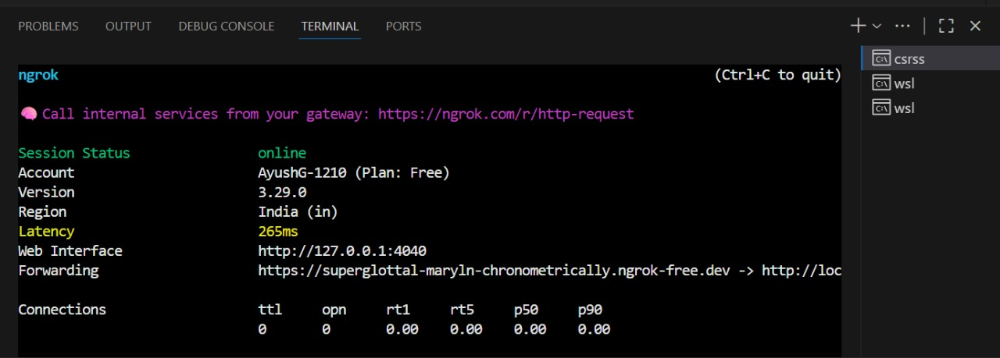 PROBLEMS OUTPUT DEBUG CONSOLE TERMINAL PORTS
ngrok (Ctrl+C to quit)
Call internal services from your gateway: https://ngrok.com/r/http-request
Session Status online
Account AyushG-1210 (Plan: Free)
Version 3.29.0
Region India (in)
Latency 265ms
Web Interface http://127.0.0.1:4040
Forwarding https://superglottal-maryln-chronometrically.ngrok-free.dev -> http://loc
Connections ttl opn rt1 rt5 p50 p90
0 0 0.00 0.00 0.00 0.00
csrss
wsl
wsl